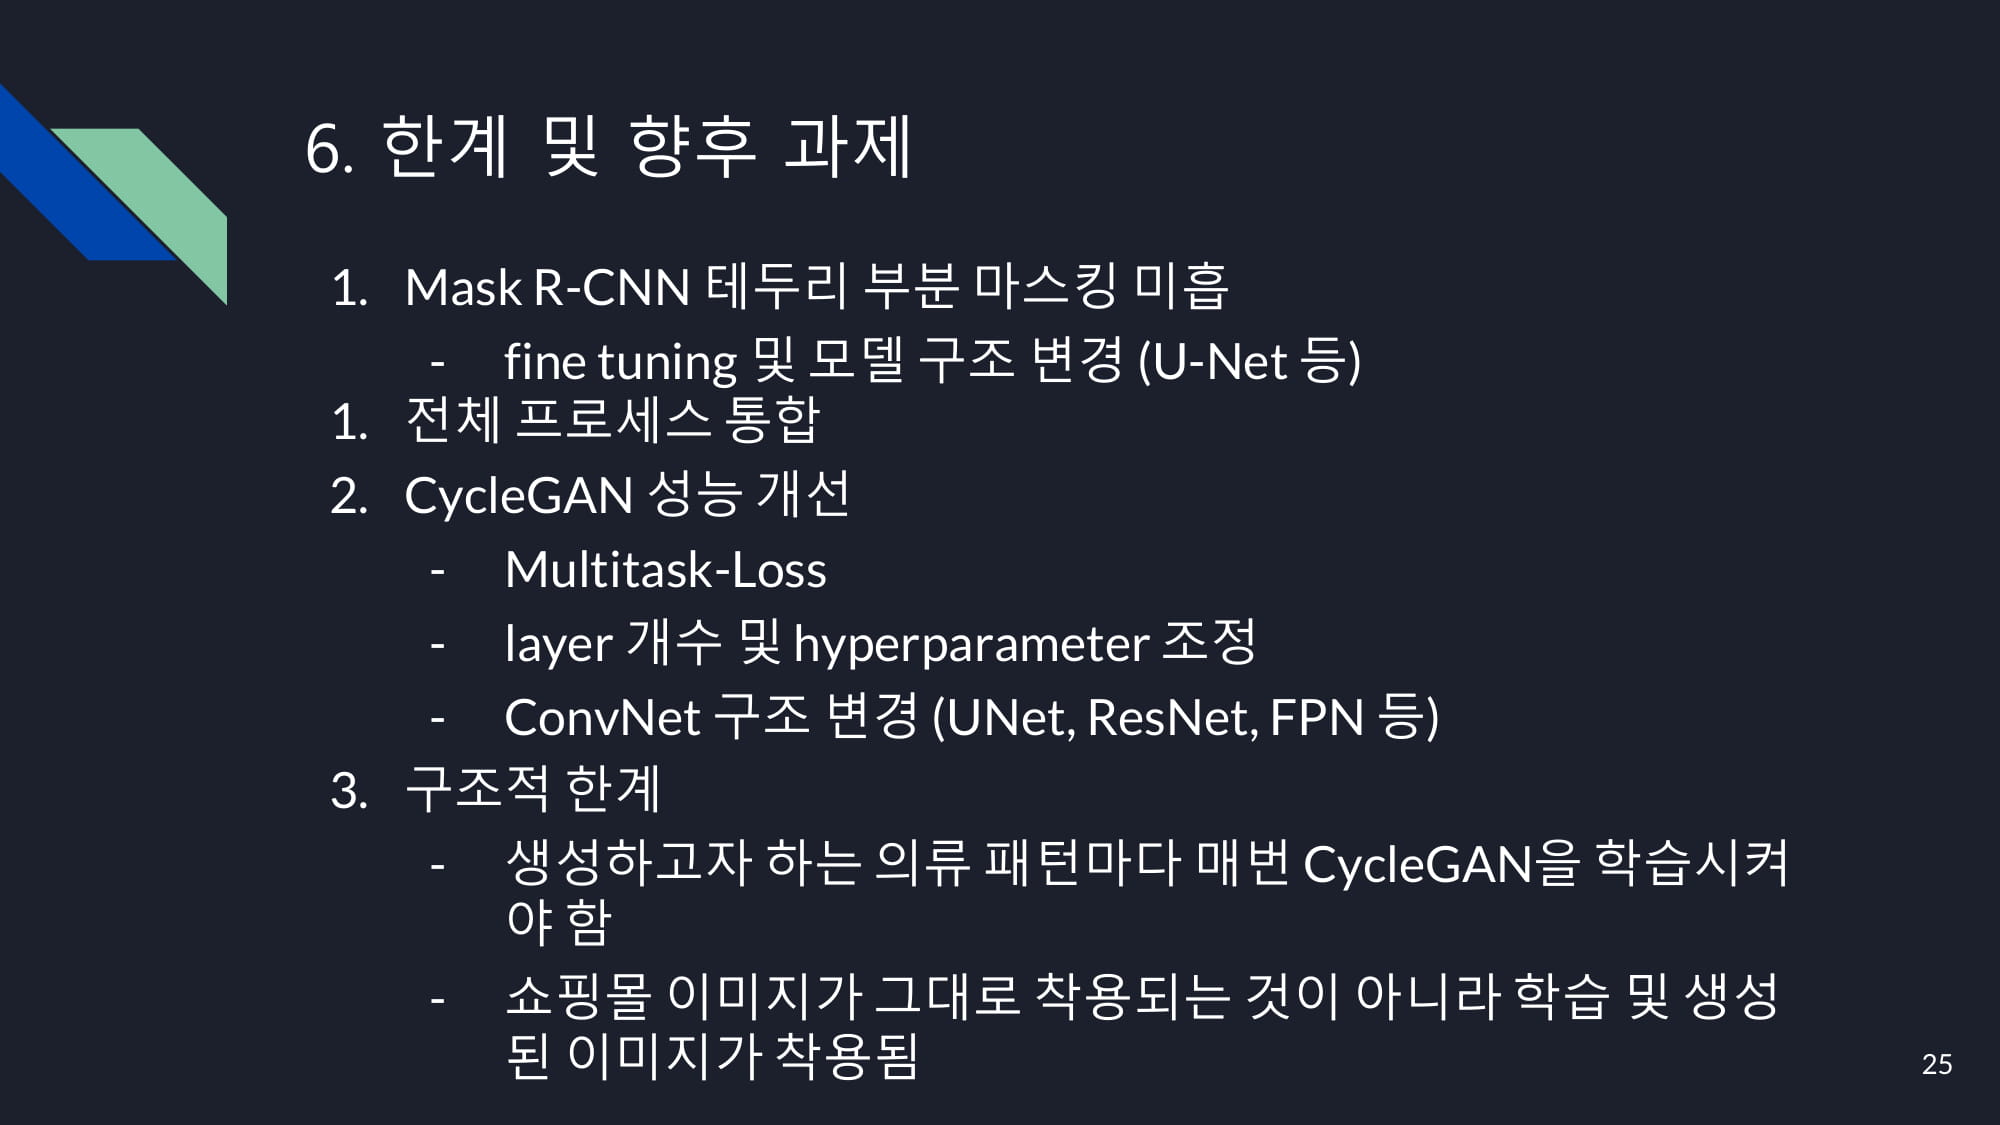 6. 한계 및 향후 과제
1. Mask R-CNN 테두리 부분 마스킹 미흡
- fine tuning 및 모델 구조 변경 (U-Net 등)
1. 전체 프로세스 통합
2. CycleGAN 성능 개선
- Multitask-Loss
- layer 개수 및 hyperparameter 조정
- ConvNet 구조 변경 (UNet, ResNet, FPN 등)
3. 구조적 한계
- 생성하고자 하는 의류 패턴마다 매번 CycleGAN을 학습시켜
야 함
- 쇼핑몰 이미지가 그대로 착용되는 것이 아니라 학습 및 생성
된 이미지가 착용됨
25